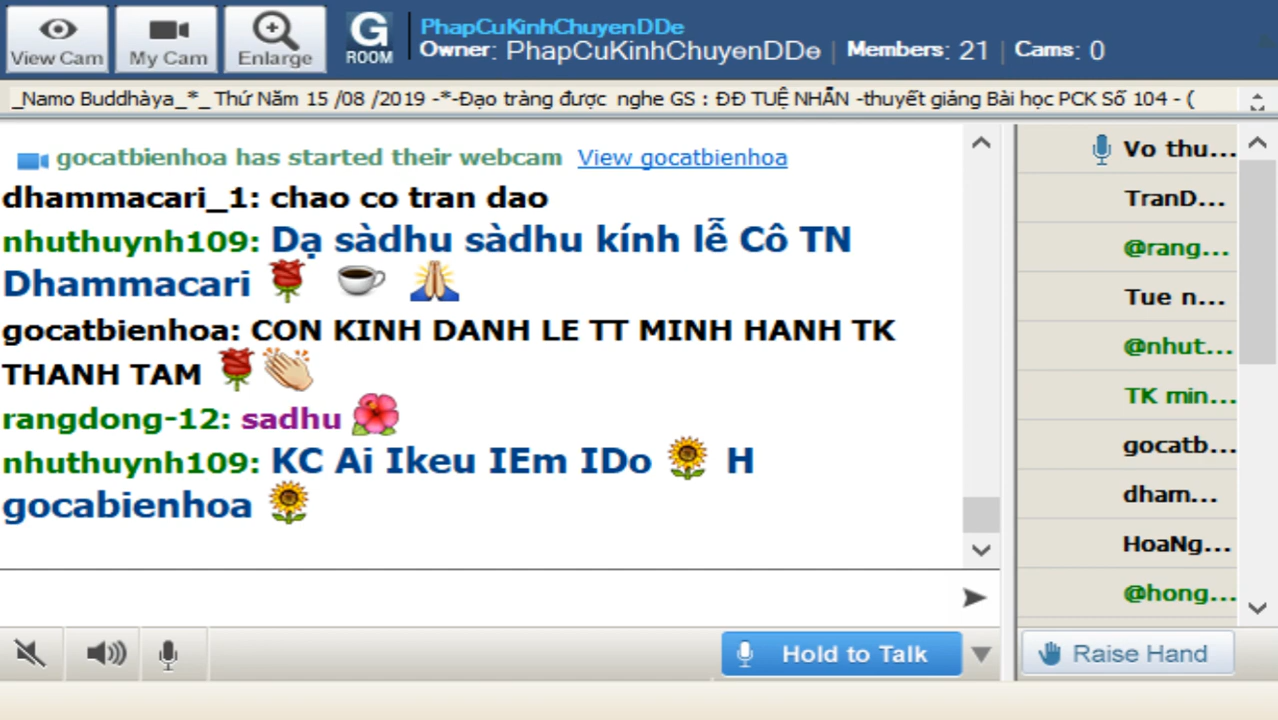 PhapCuKinhChuyenDDe
View Cam My Cam Enlarge G ROOM Owner: PhapCuKinhChuyenDDe | Members: 21 | Cams: 0
_Namo Buddhàya_*_ Thứ Năm 15 /08 /2019 -*-Đạo tràng được nghe GS : ĐĐ TUỆ NHẪN -thuyết giảng Bài học PCK Số 104 - (
gocatbienhoa has started their webcam View gocatbienhoa
dhammacari_1: chao co tran dao
nhuthuynh109: Dạ sàdhu sàdhu kính lễ Cô TN
Dhammacari
gocatbienhoa: CON KINH DANH LE TT MINH HANH TK
THANH TAM
rangdong-12: sadhu
nhuthuynh109: KC Ai Ikeu IEm IDo H
gocabienhoa
Vo thu...
TranD...
@rang...
Tue n...
@nhut...
TK min...
gocatb...
dham...
HoaNg...
@hong...
Hold to Talk
Raise Hand